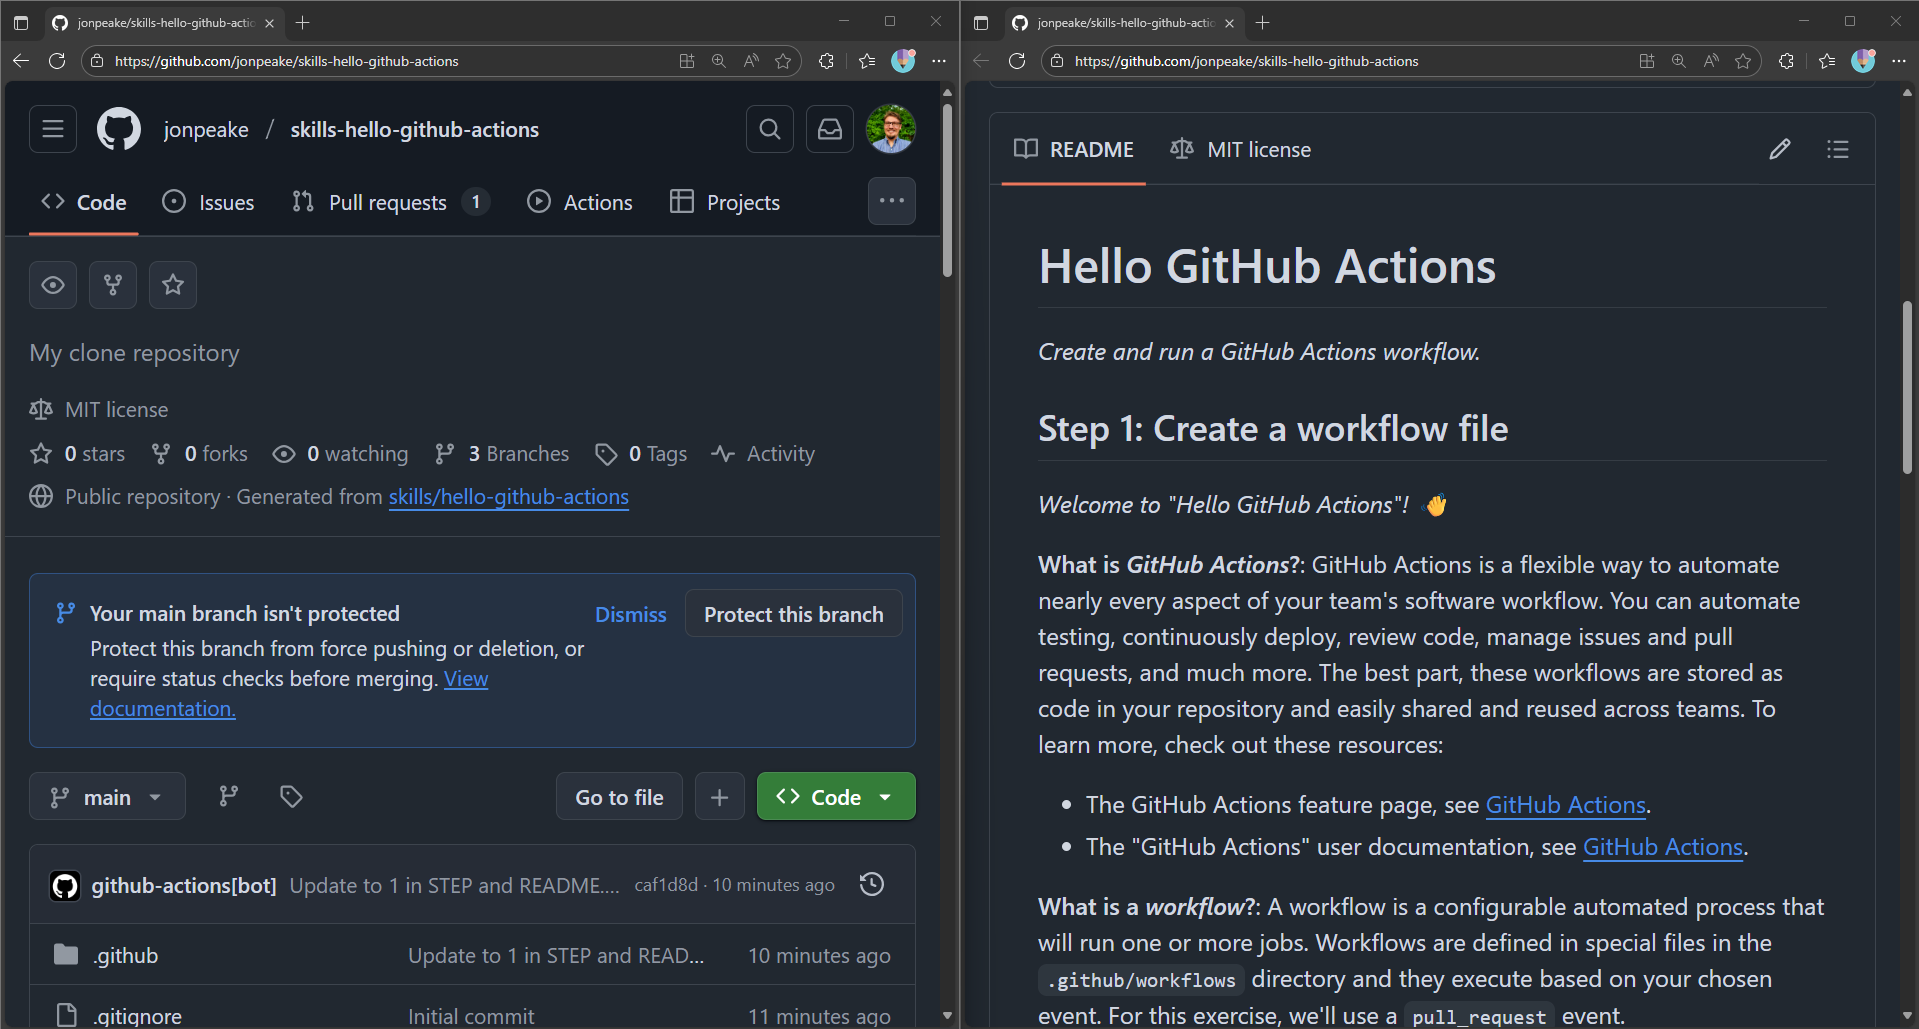 jonpeake/skills-hello-github-actio
https://github.com/jonpeake/skills-hello-github-actions
jonpeake / skills-hello-github-actions
Code Issues Pull requests 1 Actions Projects
My clone repository
MIT license
0 stars 0 forks 0 watching 3 Branches 0 Tags Activity
Public repository · Generated from skills/hello-github-actions
Your main branch isn't protected
Dismiss Protect this branch
Protect this branch from force pushing or deletion, or
require status checks before merging. View
documentation.
main Go to file Code
github-actions[bot] Update to 1 in STEP and README.... caf1d8d · 10 minutes ago
.github Update to 1 in STEP and READ... 10 minutes ago
.gitignore Initial commit 11 minutes ago
jonpeake/skills-hello-github-actio
https://github.com/jonpeake/skills-hello-github-actions
README MIT license
Hello GitHub Actions
Create and run a GitHub Actions workflow.
Step 1: Create a workflow file
Welcome to "Hello GitHub Actions"! 👋
What is GitHub Actions?: GitHub Actions is a flexible way to automate
nearly every aspect of your team's software workflow. You can automate
testing, continuously deploy, review code, manage issues and pull
requests, and much more. The best part, these workflows are stored as
code in your repository and easily shared and reused across teams. To
learn more, check out these resources:
• The GitHub Actions feature page, see GitHub Actions.
• The "GitHub Actions" user documentation, see GitHub Actions.
What is a workflow?: A workflow is a configurable automated process that
will run one or more jobs. Workflows are defined in special files in the
.github/workflows directory and they execute based on your chosen
event. For this exercise, we'll use a pull_request event.